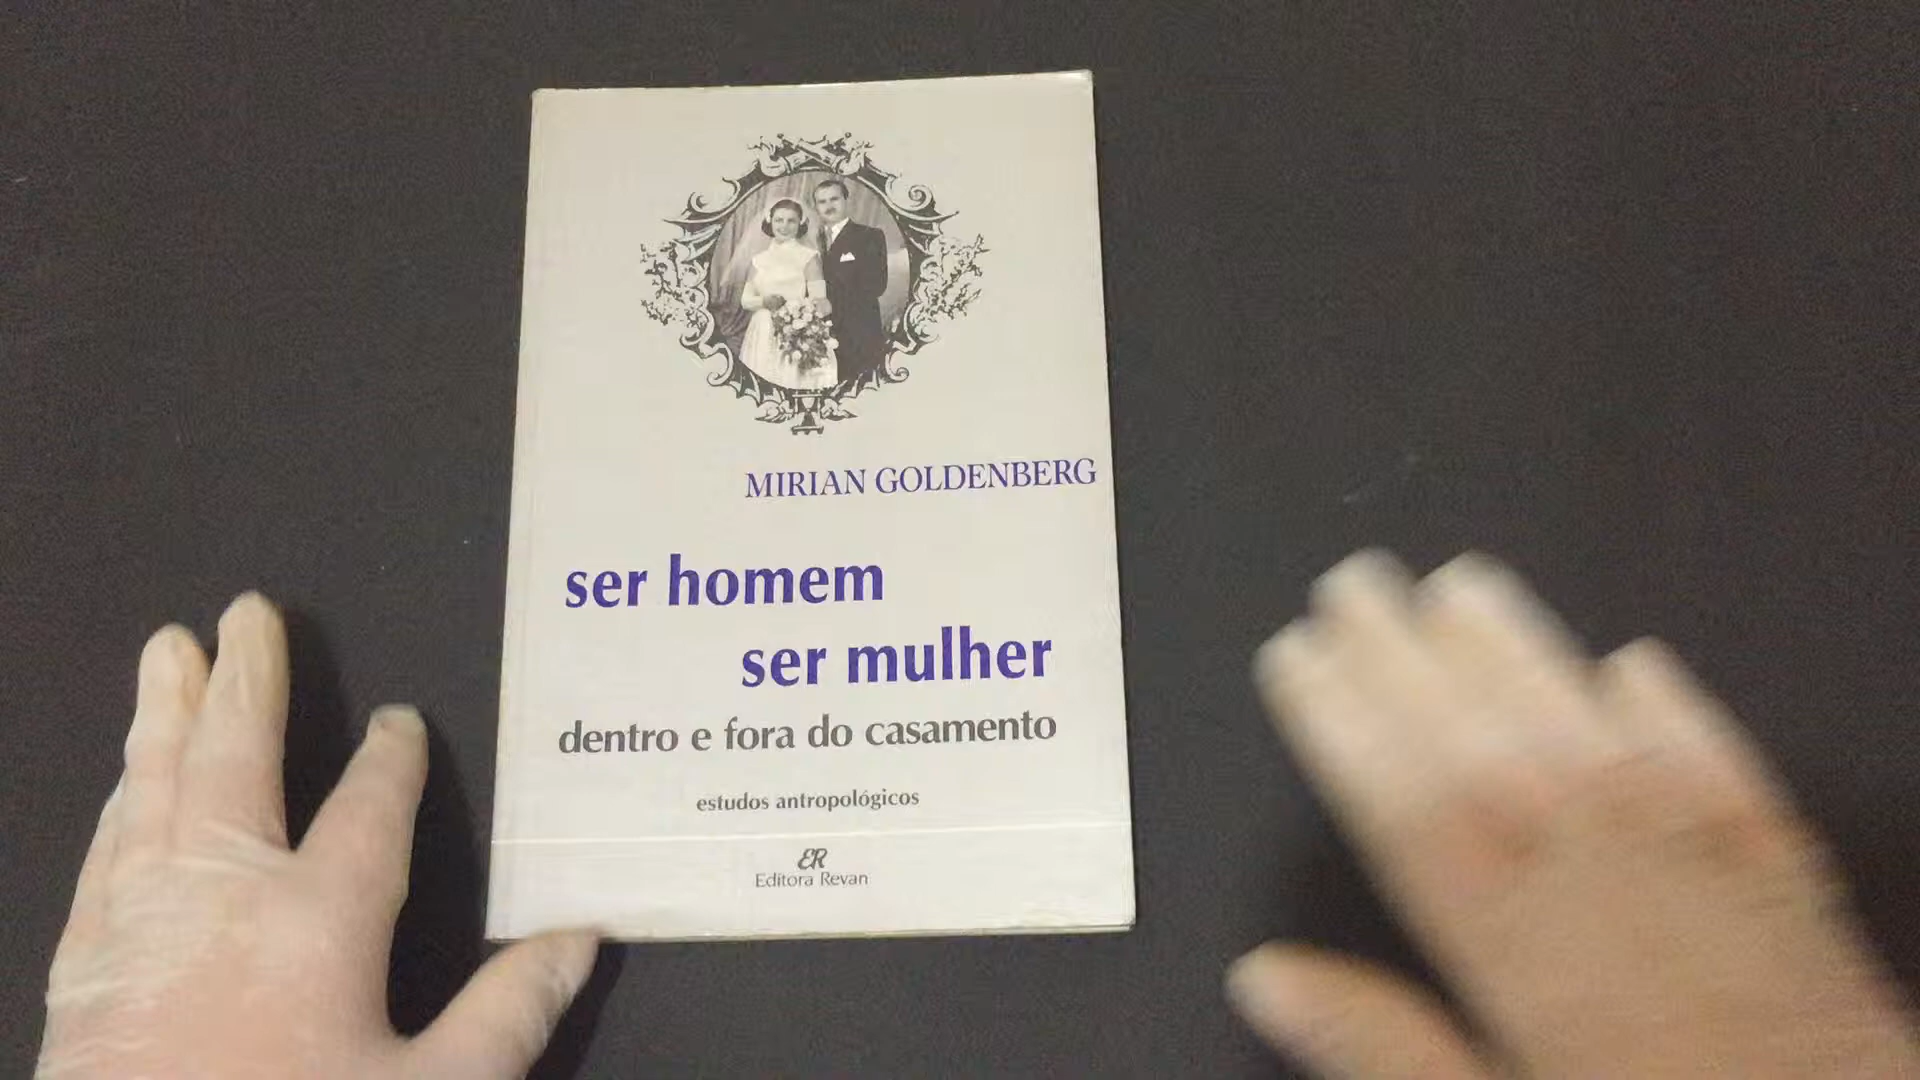 MIRIAN GOLDENBERG
ser homem
ser mulher
dentro e fora do casamento
estudos antropológicos
ER
Editora Revan